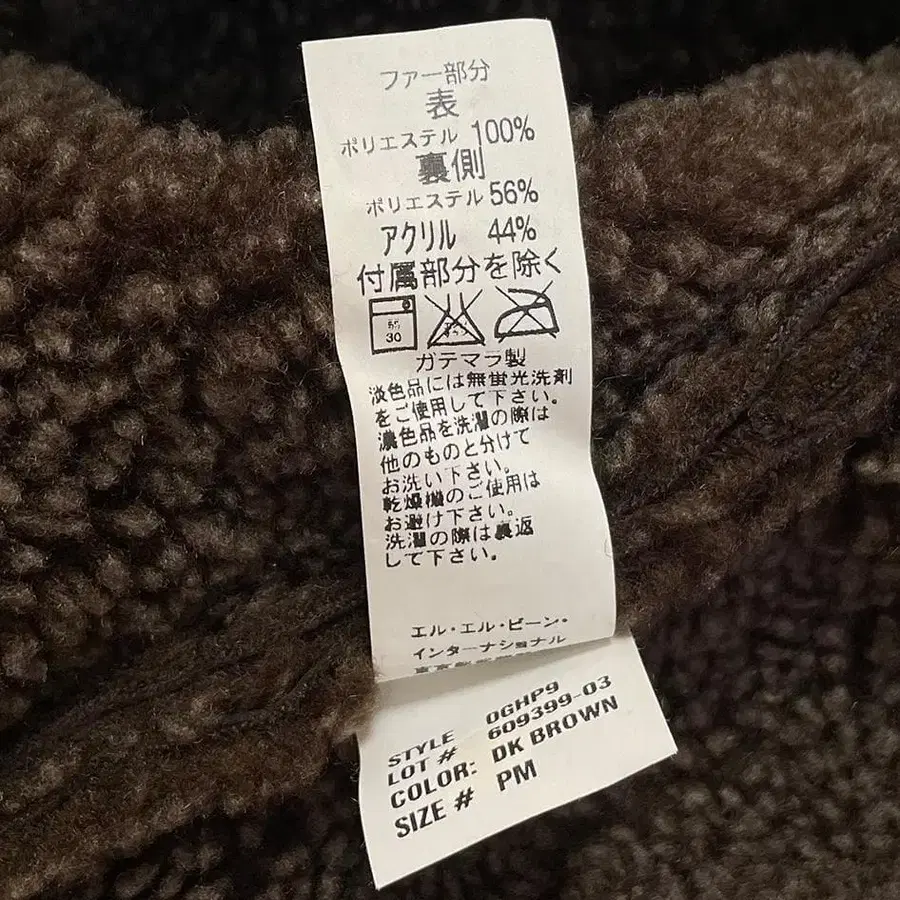 ファー部分
表
ポリエステル 100%
裏側
ポリエステル 56%
アクリル 44%
付属部分を除く
弱
30
ガテマラ製
淡色品には無蛍光洗剤
をご使用して下さい。
濃色品を洗濯の際は
他のものと分けて
お洗い下さい。
乾燥機のご使用は
お避け下さい。
洗濯の際は裏返
して下さい。
エル・エル・ビーン・
インターナショナル
STYLE 0GHP9
LOT # 609399-03
COLOR: DK BROWN
SIZE # PM